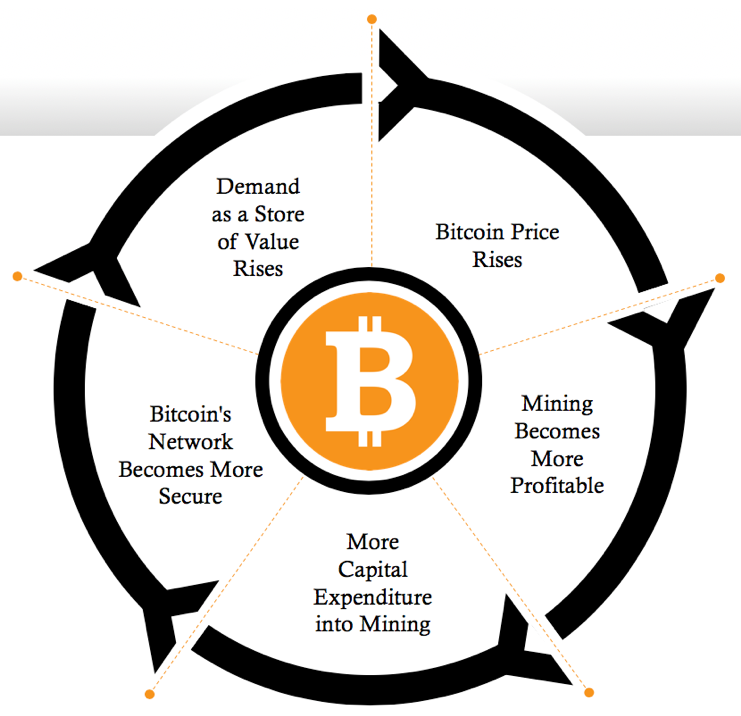 Demand
as a Store
of Value
Rises
Bitcoin Price
Rises
Mining
Becomes
More
Profitable
More
Capital
Expenditure
into Mining
Bitcoin's
Network
Becomes More
Secure